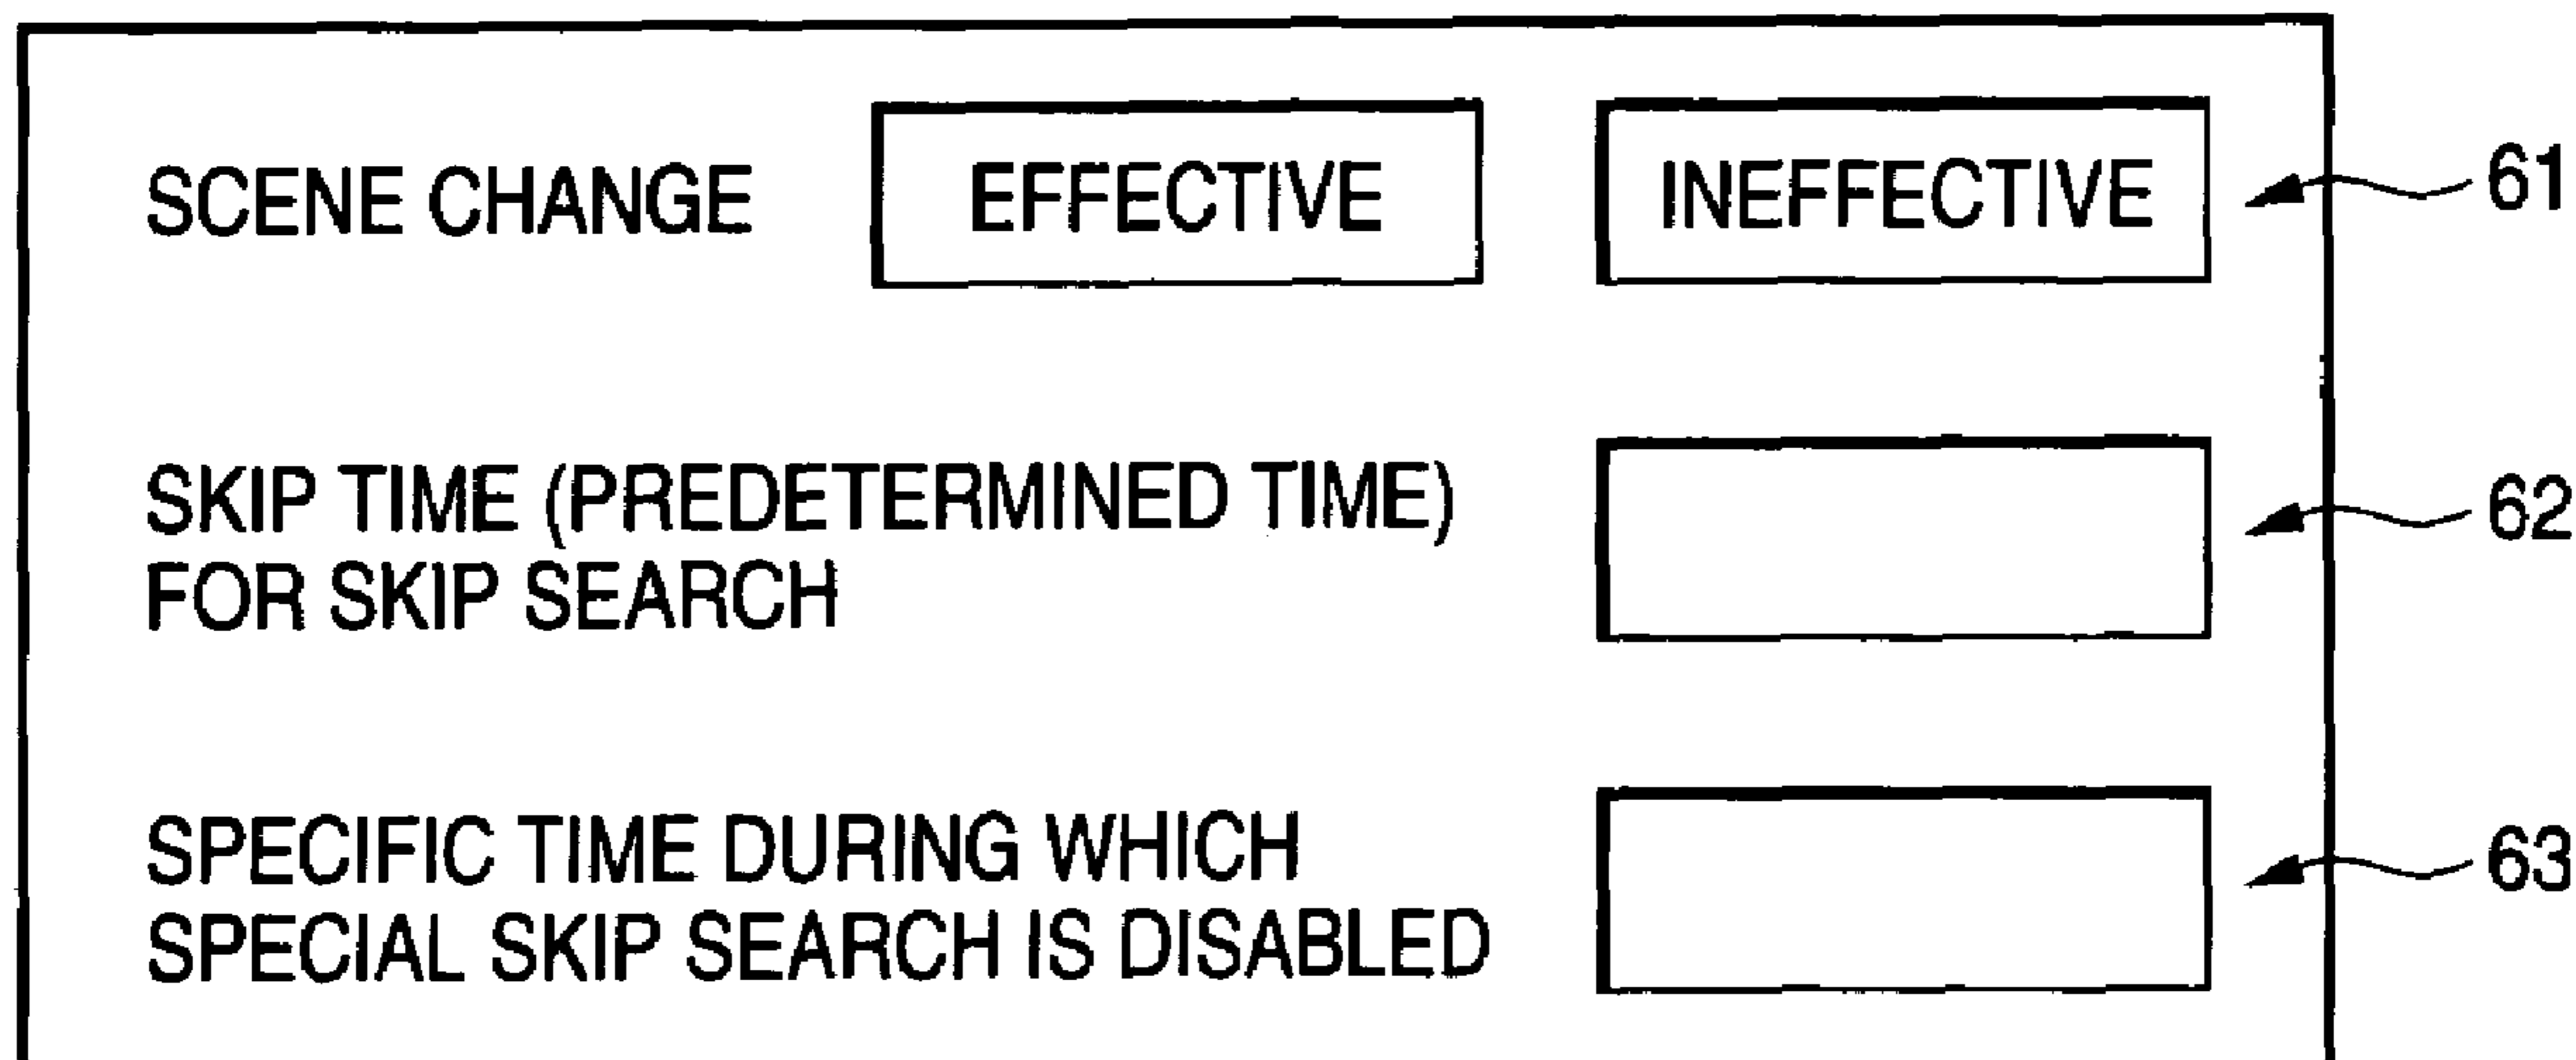 SCENE CHANGE EFFECTIVE INEFFECTIVE 61
SKIP TIME (PREDETERMINED TIME) 62
FOR SKIP SEARCH
SPECIFIC TIME DURING WHICH 63
SPECIAL SKIP SEARCH IS DISABLED